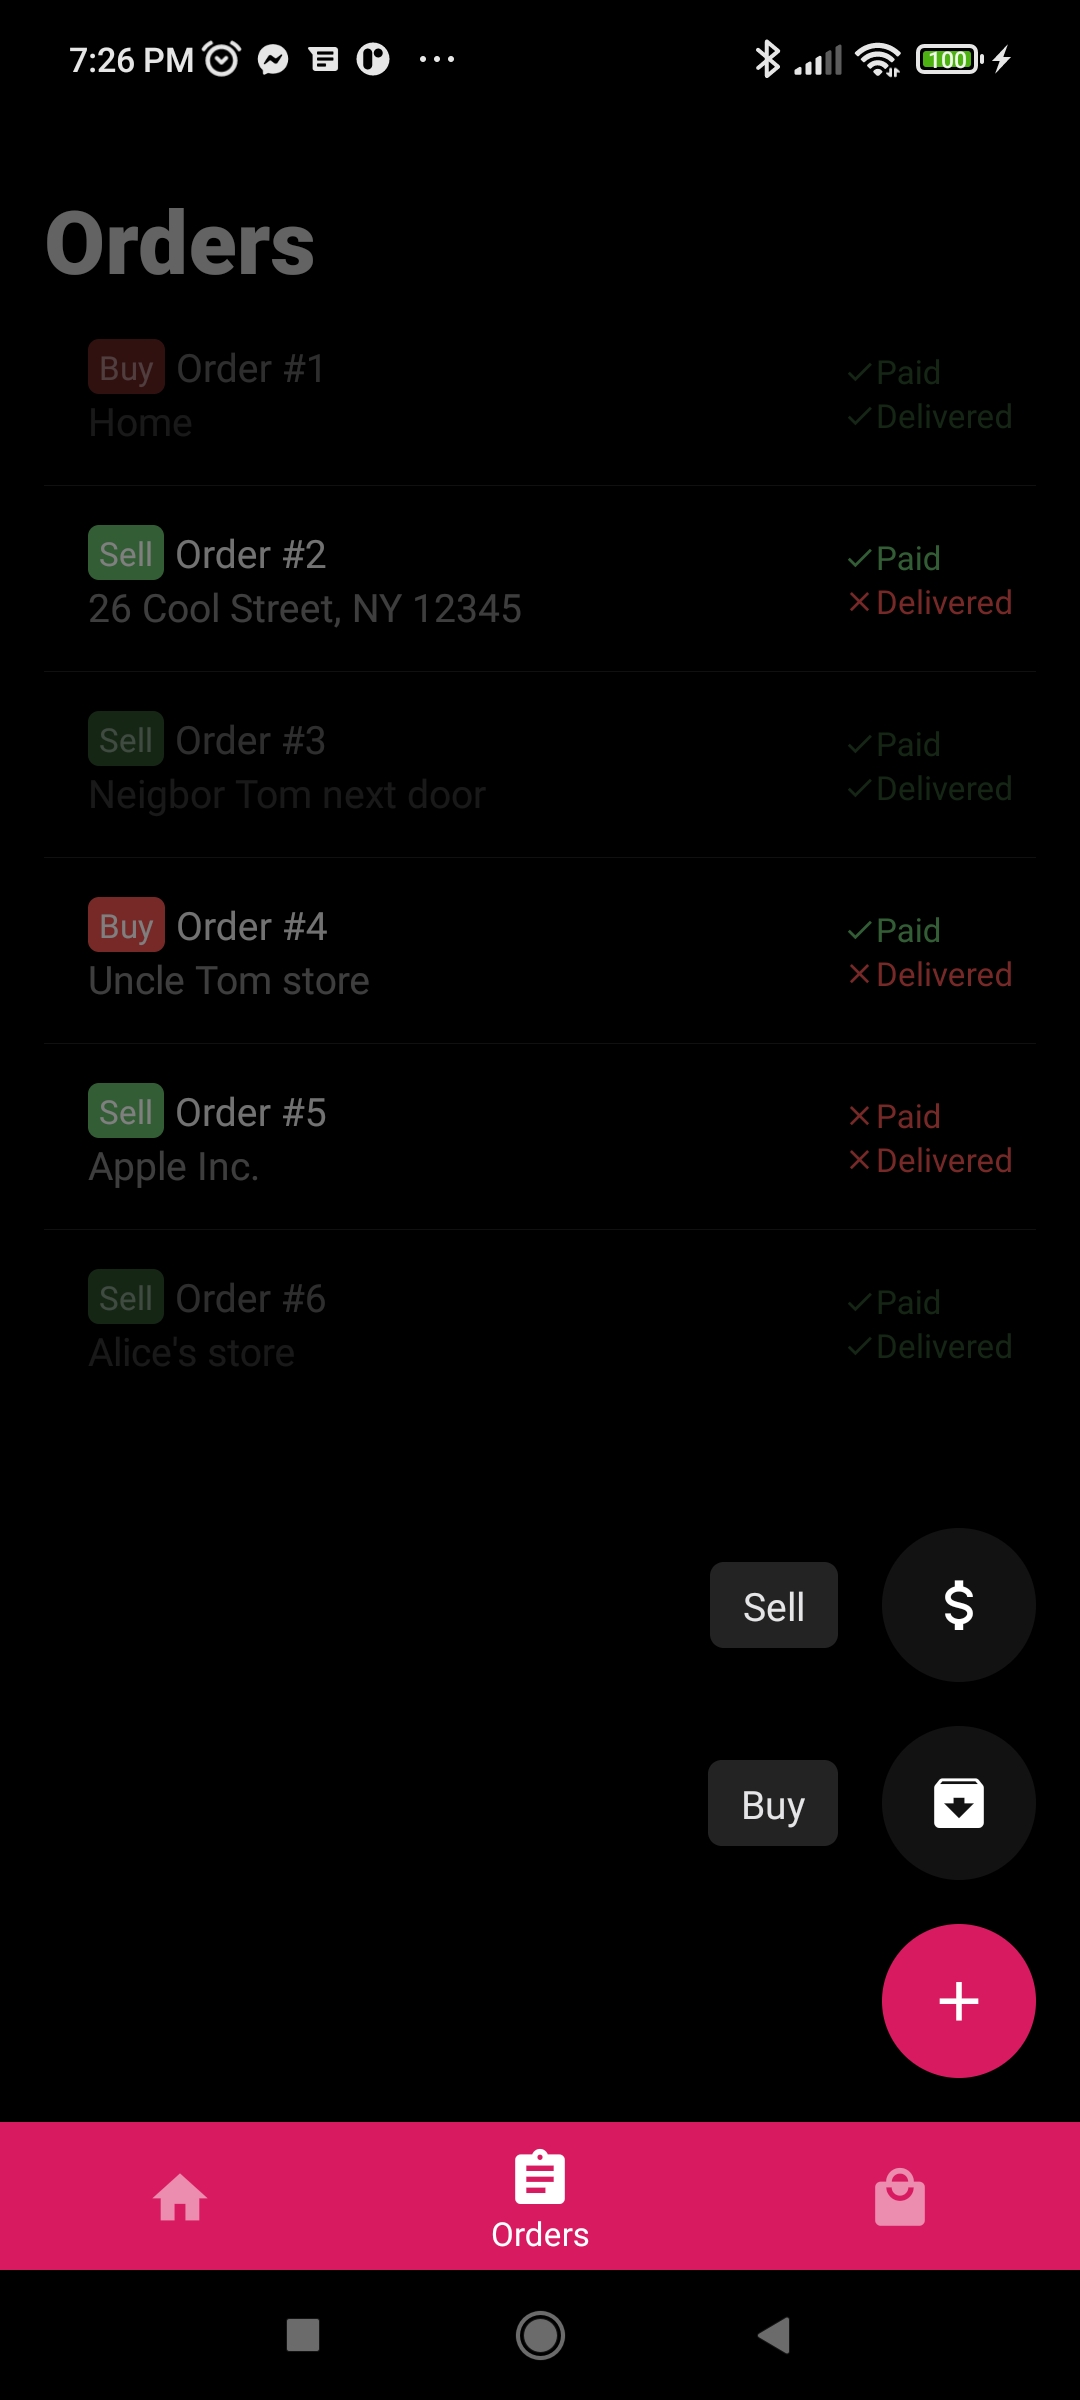 7:26 PM
100
Orders
Buy Order #1
Paid
Home
Delivered
Sell Order #2
Paid
26 Cool Street, NY 12345
Delivered
Sell Order #3
Paid
Neigbor Tom next door
Delivered
Buy Order #4
Paid
Uncle Tom store
Delivered
Sell Order #5
Paid
Apple Inc.
Delivered
Sell Order #6
Paid
Alice's store
Delivered
Sell
Buy
Orders